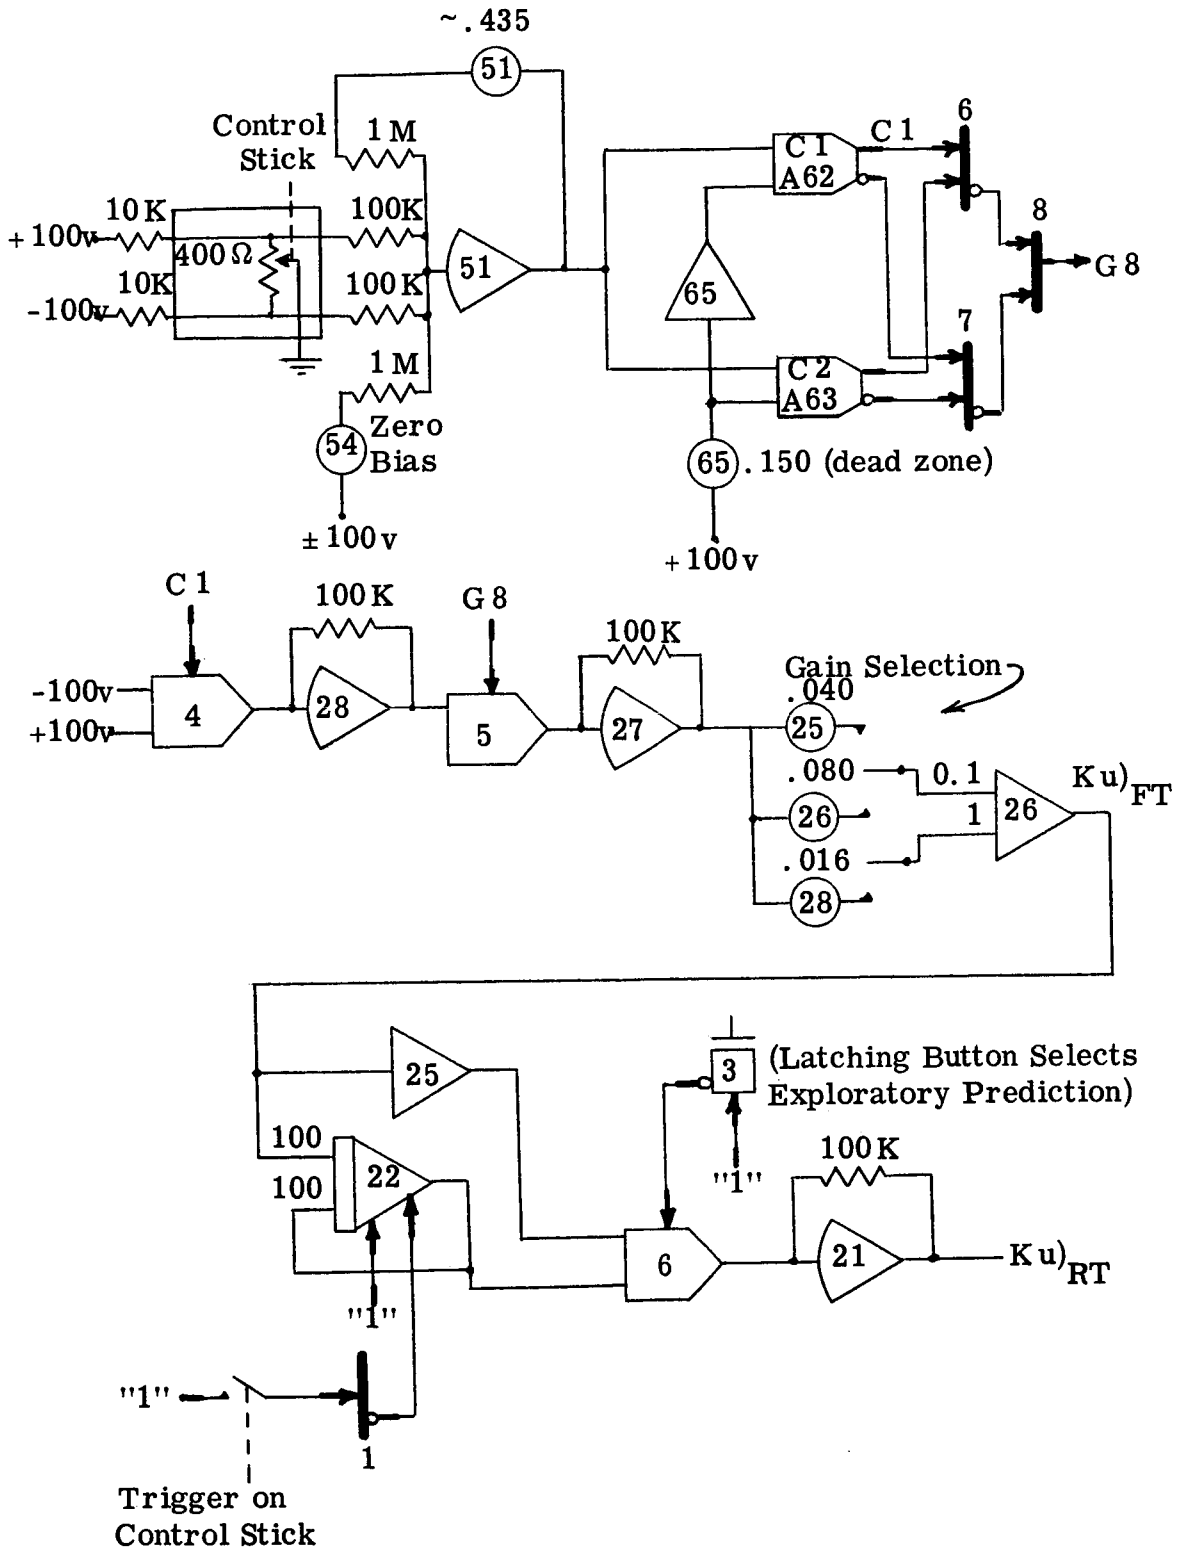 ~.435
51
Control
Stick
1 M
10 K
+100v
400 Ω
100K
10K
-100v
100 K
51
1 M
54
Zero
Bias
±100v
C 1
A62
C 1
6
65
8
G 8
7
C 2
A63
65
.150 (dead zone)
+100v
C 1
-100v
+100v
4
100 K
28
G 8
5
100 K
27
Gain Selection
.040
25
.080
26
.016
28
0.1
1
26
Ku)FT
25
100
100
22
"1"
3
(Latching Button Selects
Exploratory Prediction)
"1"
6
100 K
21
Ku)RT
"1"
1
Trigger on
Control Stick